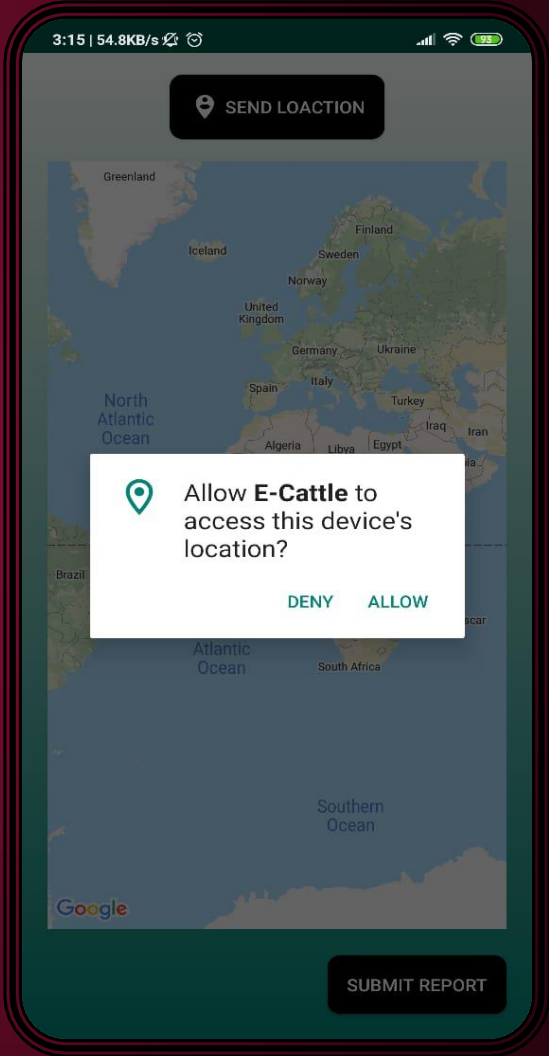 3:15 | 54.8KB/s
93
SEND LOACTION
Greenland
Iceland
Finland
Sweden
Norway
United
Kingdom
Germany
Ukraine
Spain
Italy
Turkey
North
Atlantic
Ocean
Iraq
Iran
Algeria
Libya
Egypt
Allow E-Cattle to
access this device's
location?
DENY
ALLOW
Brazil
scar
Atlantic
Ocean
South Africa
Southern
Ocean
Google
SUBMIT REPORT